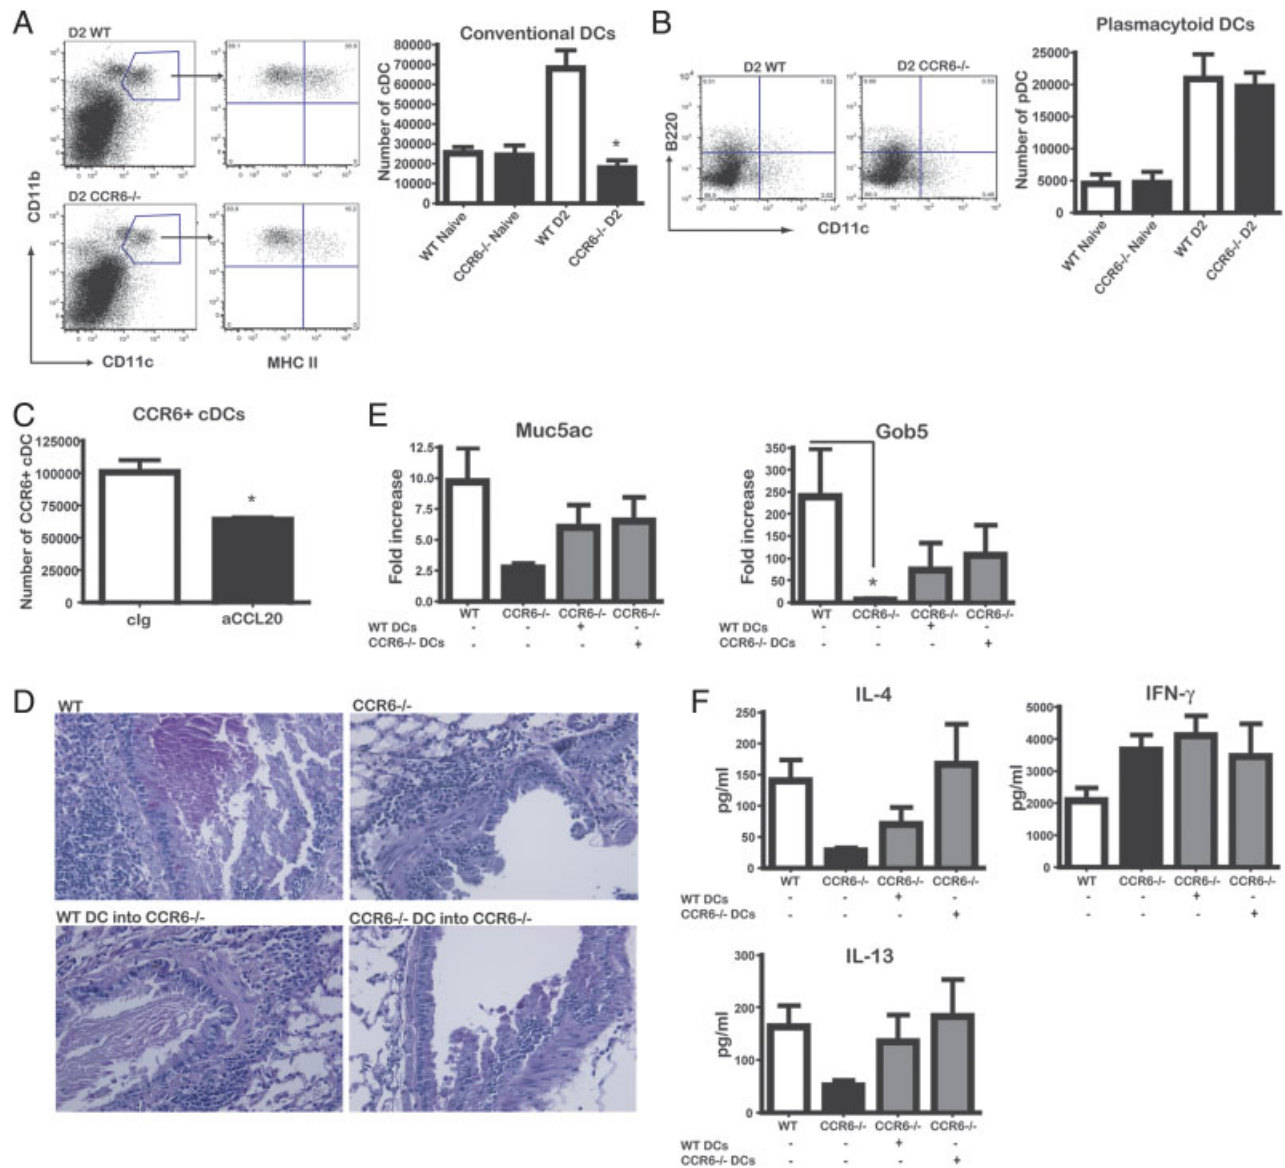 A
D2 WT
59.1
D2 CCR6-/-
CD11b
CD11c
MHC II
Conventional DCs
Number of cDC
80000
70000
60000
50000
40000
30000
20000
10000
0
*
WT Naive
CCR6-/- Naive
WT D2
CCR6-/- D2
B
D2 WT
D2 CCR6-/-
B220
CD11c
Plasmacytoid DCs
Number of pDC
25000
20000
15000
10000
5000
0
WT Naive
CCR6-/- Naive
WT D2
CCR6-/- D2
C
CCR6+ cDCs
Number of CCR6+ cDC
125000
100000
75000
50000
25000
0
*
cIg
aCCL20
E
Muc5ac
Fold increase
12.5
10.0
7.5
5.0
2.5
0.0
WT CCR6-/- CCR6-/- CCR6-/-
WT DCs - - + -
CCR6-/- DCs - - - +
Gob5
Fold increase
350
300
250
200
150
100
50
0
*
WT CCR6-/- CCR6-/- CCR6-/-
WT DCs - - + -
CCR6-/- DCs - - - +
D
WT
CCR6-/-
WT DC into CCR6-/-
CCR6-/- DC into CCR6-/-
F
IL-4
pg/ml
250
200
150
100
50
0
WT CCR6-/- CCR6-/- CCR6-/-
WT DCs - - + -
CCR6-/- DCs - - - +
IFN-γ
pg/ml
5000
4000
3000
2000
1000
0
WT CCR6-/- CCR6-/- CCR6-/-
- - + -
- - - +
IL-13
pg/ml
300
200
100
0
WT CCR6-/- CCR6-/- CCR6-/-
WT DCs - - + -
CCR6-/- DCs - - - +